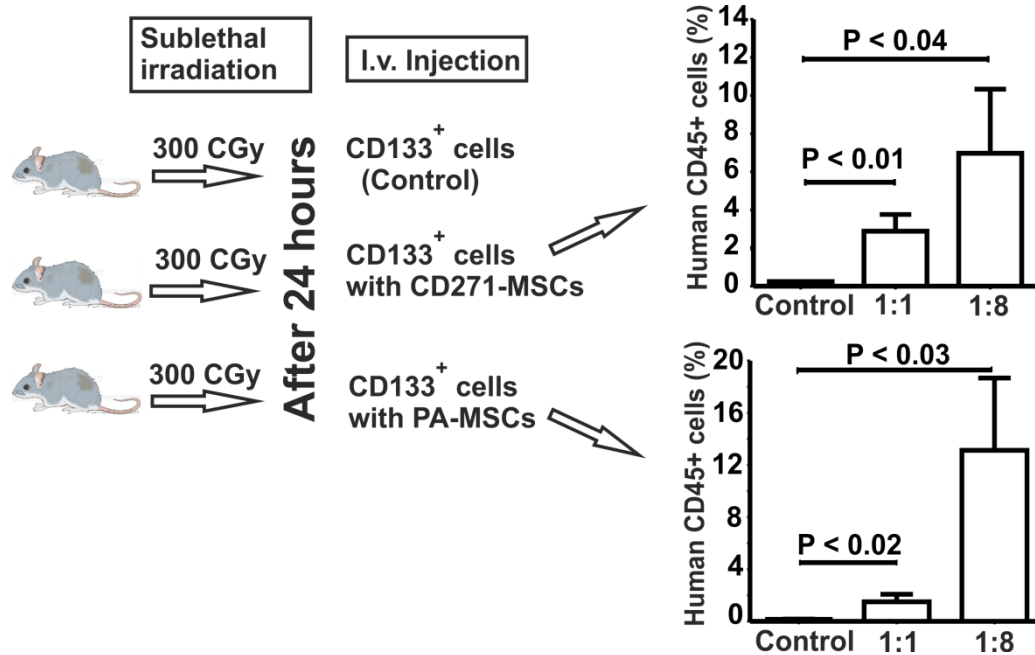 Sublethal
irradiation
I.v. Injection
300 CGy
300 CGy
300 CGy
After 24 hours
CD133+ cells
(Control)
CD133+ cells
with CD271-MSCs
CD133+ cells
with PA-MSCs
Human CD45+ cells (%)
14
12
10
8
6
4
2
0
P < 0.04
P < 0.01
Control 1:1 1:8
Human CD45+ cells (%)
20
16
12
8
4
0
P < 0.03
P < 0.02
Control 1:1 1:8